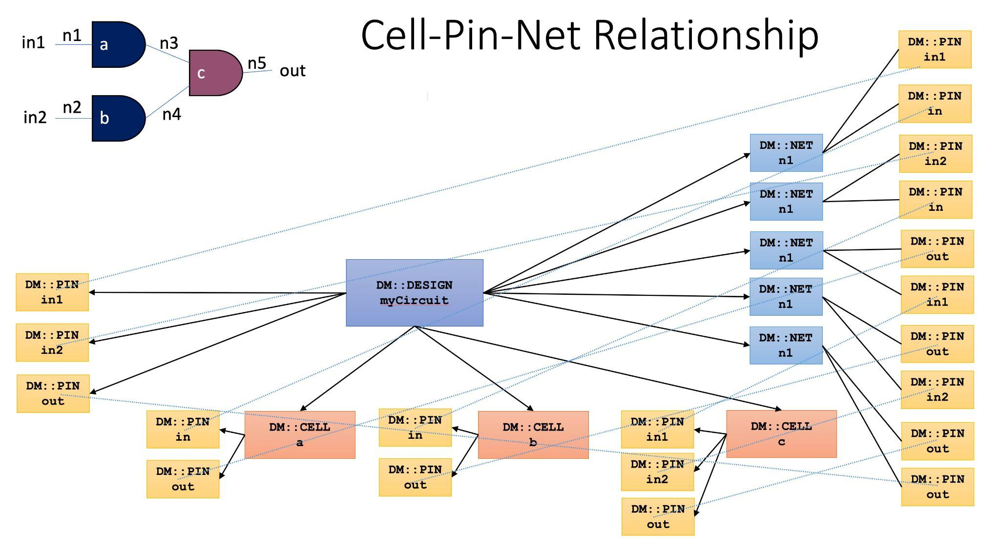 Cell-Pin-Net Relationship
in1
n1
a
n3
c
n5
out
in2
n2
b
n4
DM::PIN
in1
DM::PIN
in
DM::NET
n1
DM::PIN
in2
DM::NET
n1
DM::PIN
in
DM::NET
n1
DM::PIN
out
DM::NET
n1
DM::PIN
in1
DM::NET
n1
DM::PIN
out
DM::PIN
in2
DM::PIN
out
DM::PIN
out
DM::DESIGN
myCircuit
DM::PIN
in1
DM::PIN
in2
DM::PIN
out
DM::PIN
in
DM::PIN
out
DM::CELL
a
DM::PIN
in
DM::PIN
out
DM::CELL
b
DM::PIN
in1
DM::PIN
in2
DM::PIN
out
DM::CELL
c